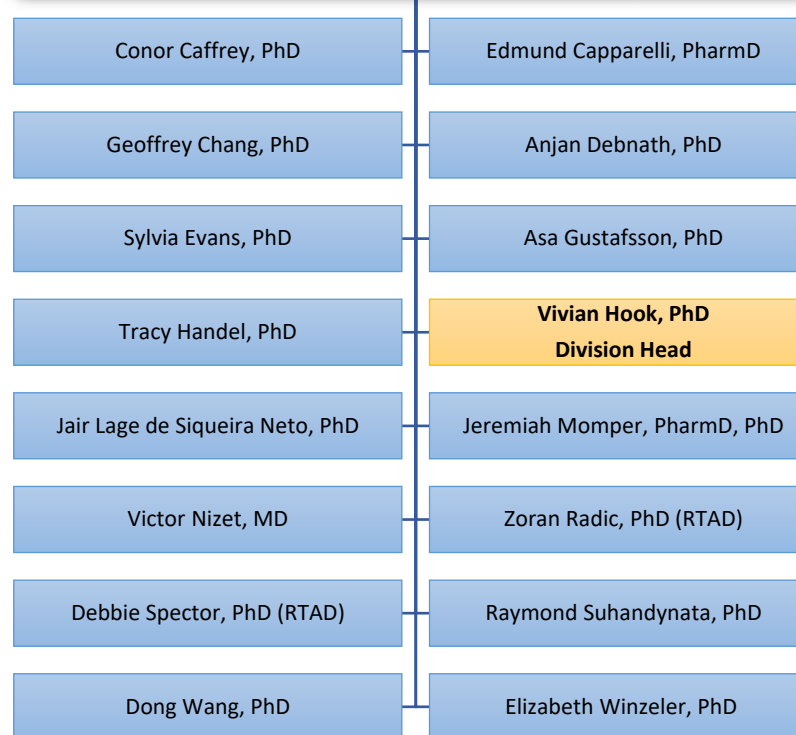 Conor Caffrey, PhD
Edmund Capparelli, PharmD
Geoffrey Chang, PhD
Anjan Debnath, PhD
Sylvia Evans, PhD
Asa Gustafsson, PhD
Tracy Handel, PhD
Vivian Hook, PhD
Division Head
Jair Lage de Siqueira Neto, PhD
Jeremiah Momper, PharmD, PhD
Victor Nizet, MD
Zoran Radic, PhD (RTAD)
Debbie Spector, PhD (RTAD)
Raymond Suhandynata, PhD
Dong Wang, PhD
Elizabeth Winzeler, PhD